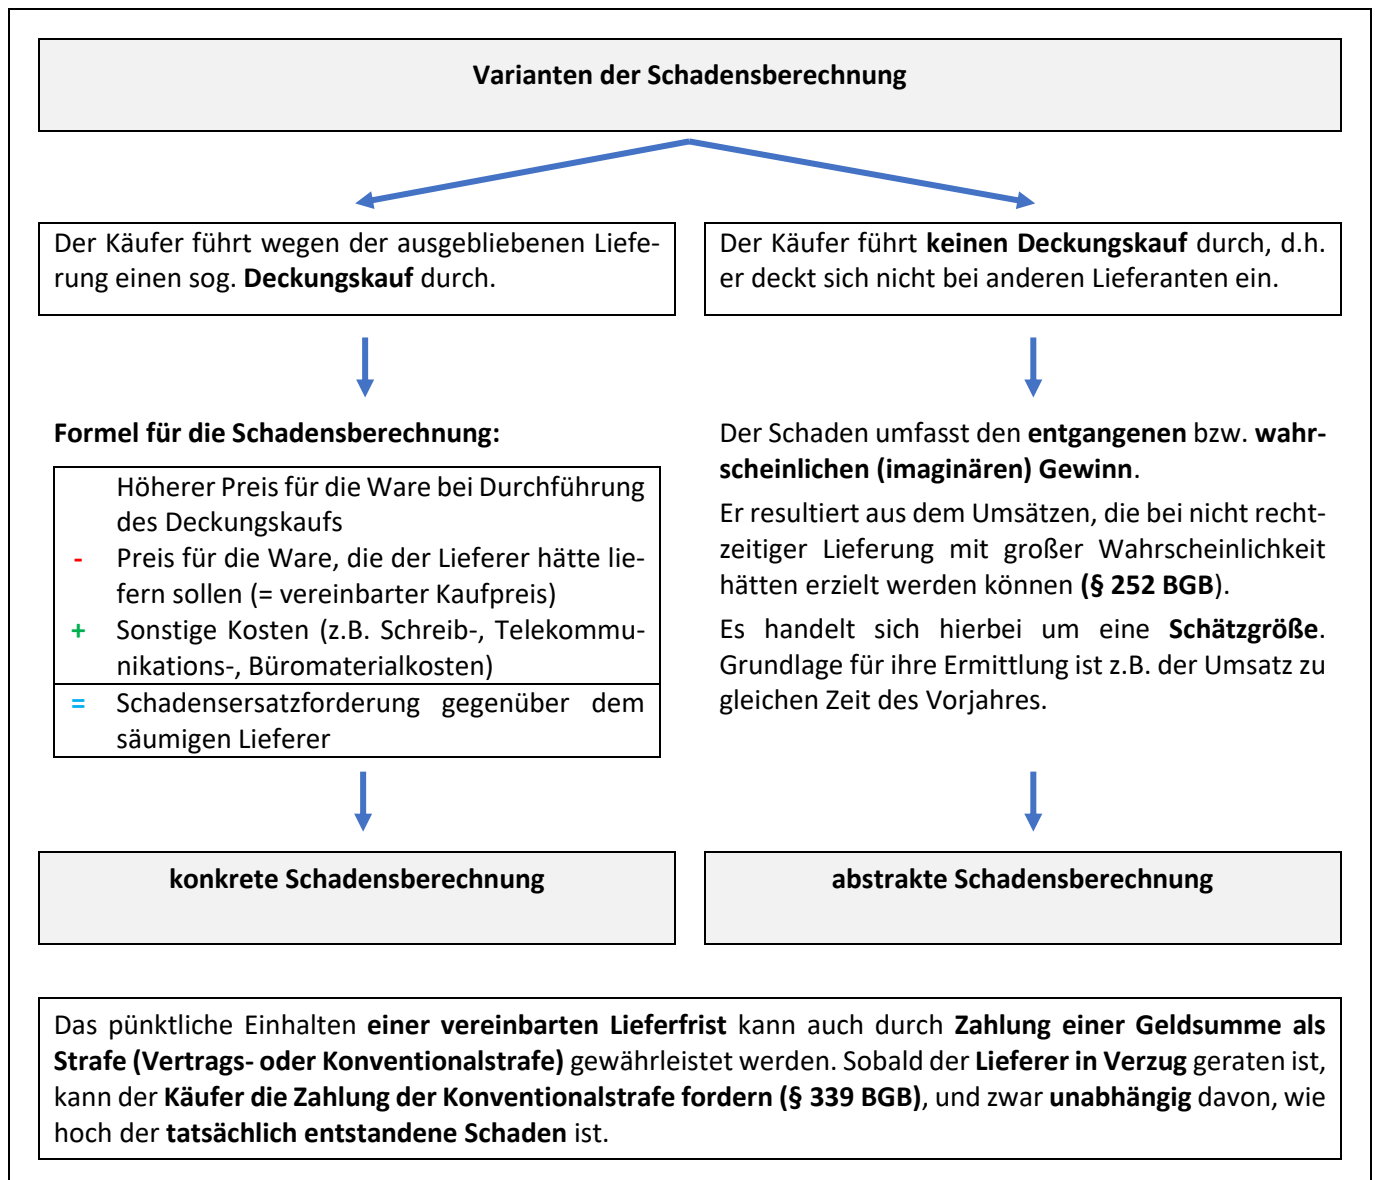 Varianten der Schadensberechnung
Der Käufer führt wegen der ausgebliebenen Liefe-
rung einen sog. Deckungskauf durch.
Der Käufer führt keinen Deckungskauf durch, d.h.
er deckt sich nicht bei anderen Lieferanten ein.
Formel für die Schadensberechnung:
Höherer Preis für die Ware bei Durchführung
des Deckungskaufs
- Preis für die Ware, die der Lieferer hätte lie-
fern sollen (= vereinbarter Kaufpreis)
+ Sonstige Kosten (z.B. Schreib-, Telekommu-
nikations-, Büromaterialkosten)
= Schadensersatzforderung gegenüber dem
säumigen Lieferer
Der Schaden umfasst den entgangenen bzw. wahr-
scheinlichen (imaginären) Gewinn.
Er resultiert aus dem Umsätzen, die bei nicht recht-
zeitiger Lieferung mit großer Wahrscheinlichkeit
hätten erzielt werden können (§ 252 BGB).
Es handelt sich hierbei um eine Schätzgröße.
Grundlage für ihre Ermittlung ist z.B. der Umsatz zu
gleichen Zeit des Vorjahres.
konkrete Schadensberechnung
abstrakte Schadensberechnung
Das pünktliche Einhalten einer vereinbarten Lieferfrist kann auch durch Zahlung einer Geldsumme als
Strafe (Vertrags- oder Konventionalstrafe) gewährleistet werden. Sobald der Lieferer in Verzug geraten ist,
kann der Käufer die Zahlung der Konventionalstrafe fordern (§ 339 BGB), und zwar unabhängig davon, wie
hoch der tatsächlich entstandene Schaden ist.